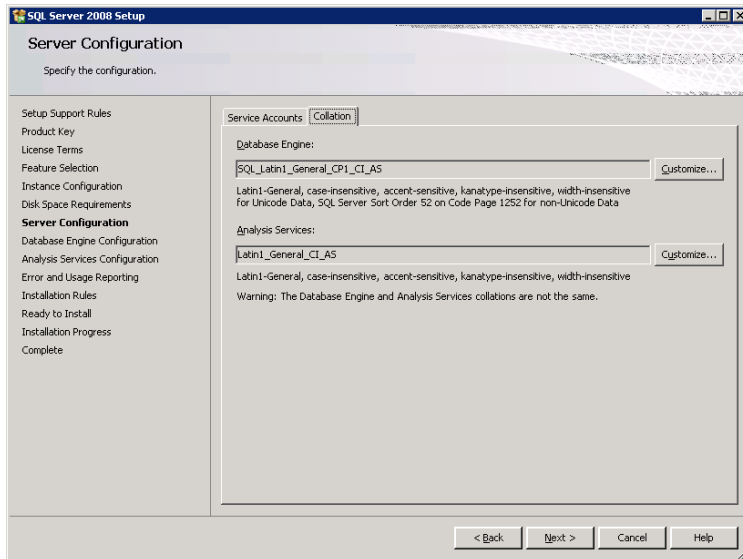 SQL Server 2008 Setup
Server Configuration
Specify the configuration.
Setup Support Rules
Product Key
License Terms
Feature Selection
Instance Configuration
Disk Space Requirements
Server Configuration
Database Engine Configuration
Analysis Services Configuration
Error and Usage Reporting
Installation Rules
Ready to Install
Installation Progress
Complete
Service Accounts Collation
Database Engine:
SQL_Latin1_General_CP1_CI_AS Customize...
Latin1-General, case-insensitive, accent-sensitive, kanatype-insensitive, width-insensitive
for Unicode Data, SQL Server Sort Order 52 on Code Page 1252 for non-Unicode Data
Analysis Services:
Latin1_General_CI_AS Customize...
Latin1-General, case-insensitive, accent-sensitive, kanatype-insensitive, width-insensitive
Warning: The Database Engine and Analysis Services collations are not the same.
< Back Next > Cancel Help